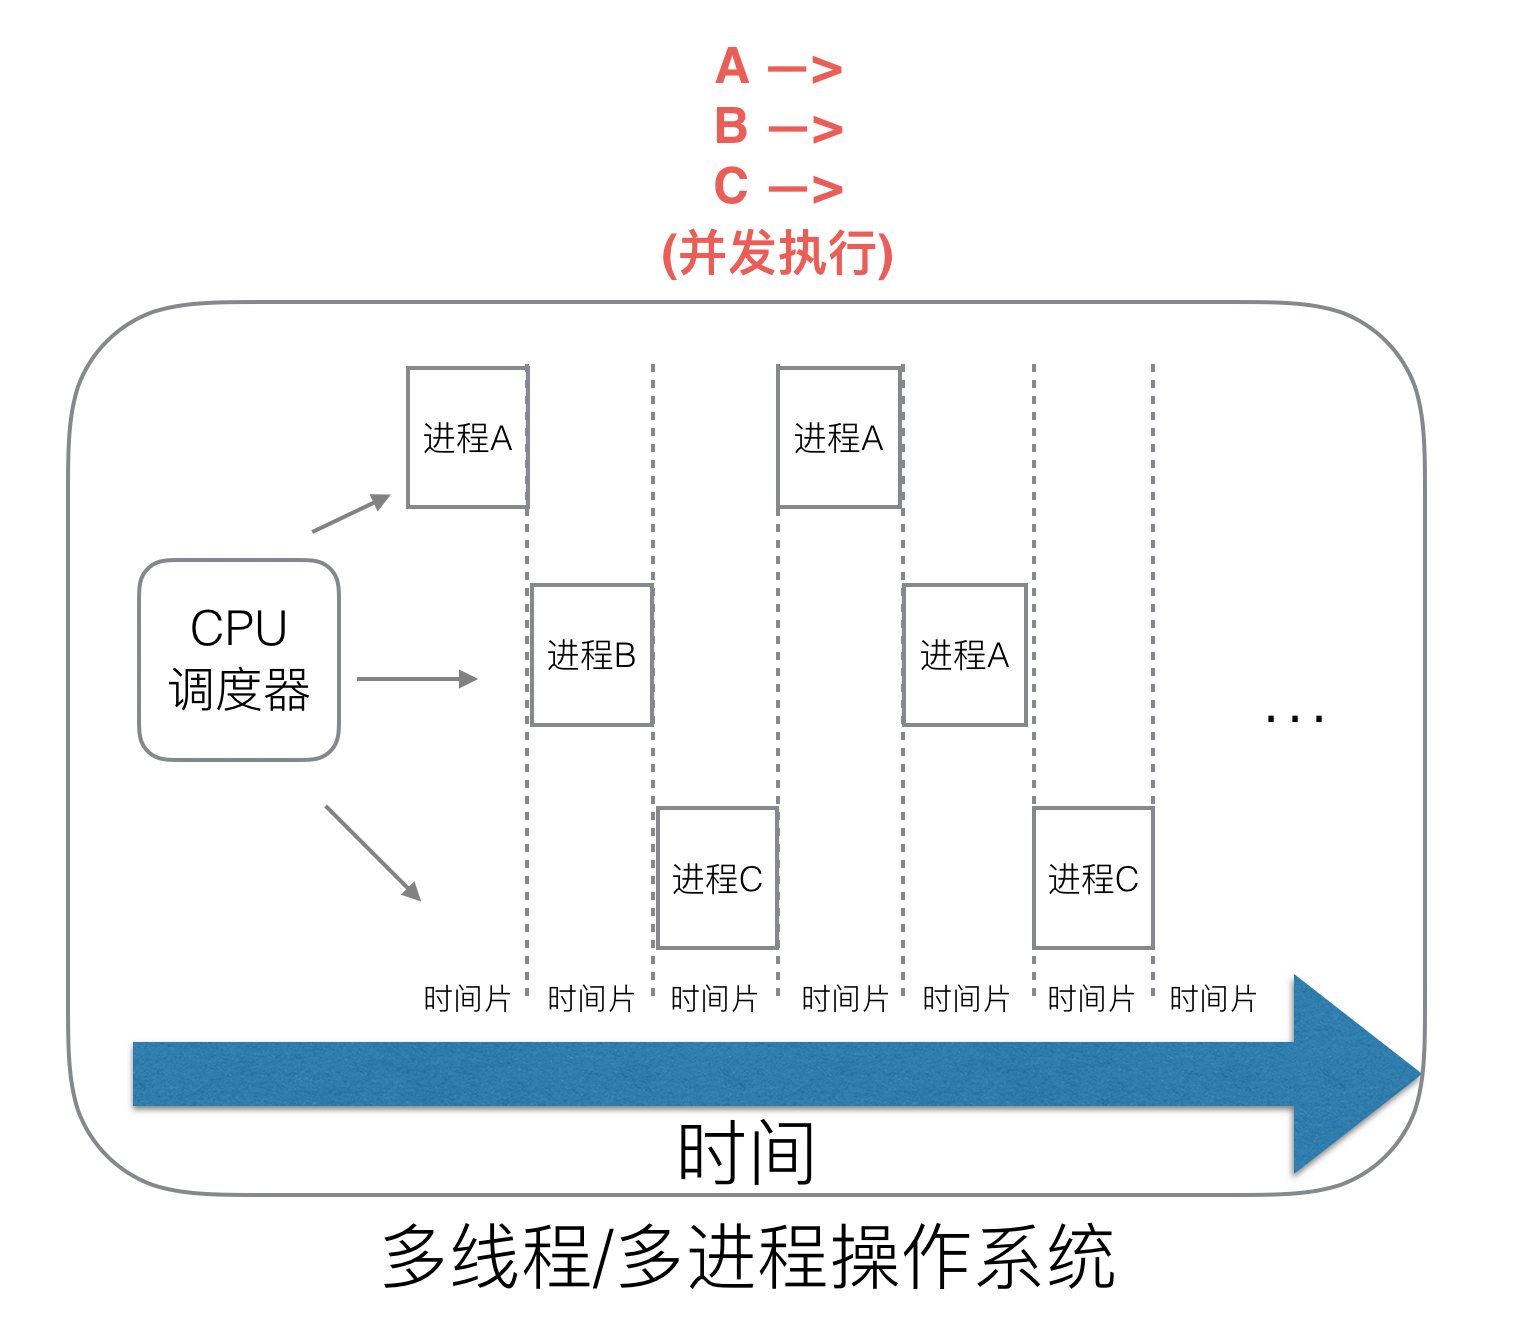 A —>
B —>
C —>
(并发执行)
进程A
进程A
CPU
调度器
进程B
进程A
...
进程C
进程C
时间片
时间片
时间片
时间片
时间片
时间片
时间片
时间
多线程/多进程操作系统